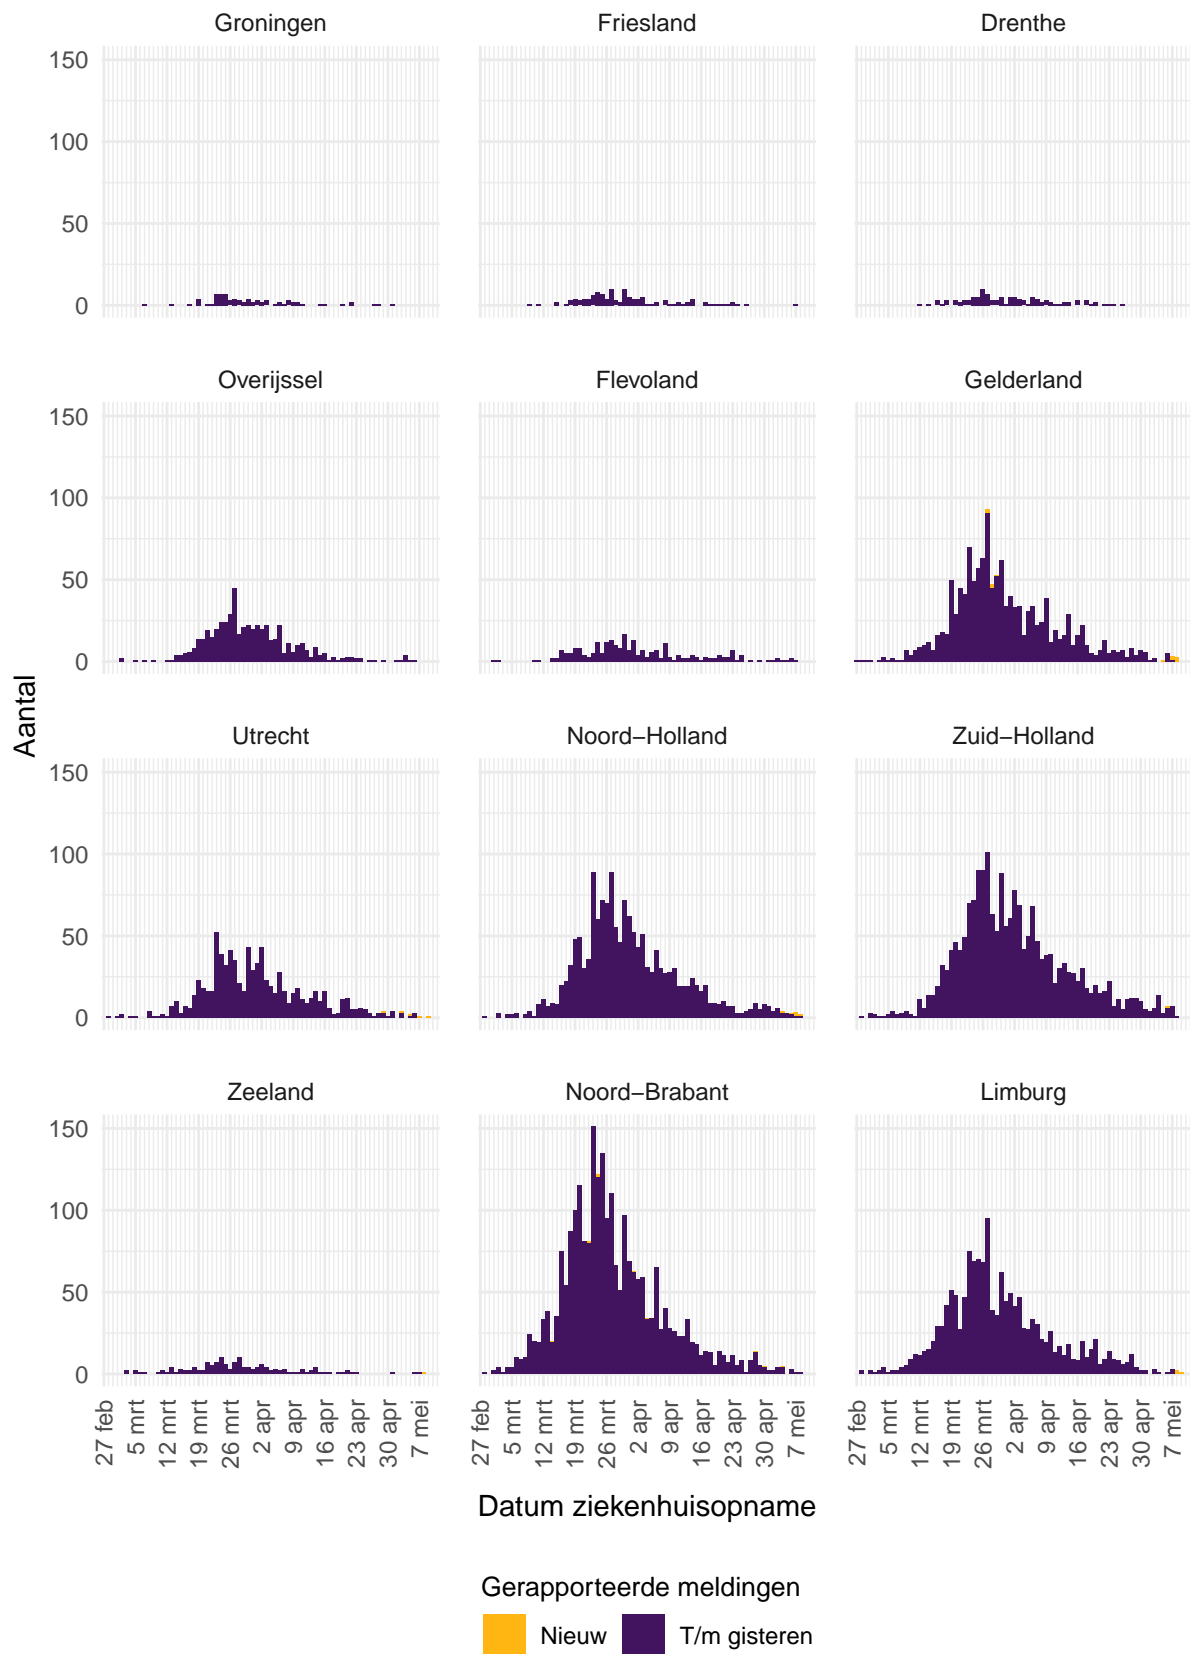 Groningen Friesland Drenthe
150
100
50
0
Overijssel Flevoland Gelderland
150
100
50
0
Aantal
Utrecht Noord−Holland Zuid−Holland
150
100
50
0
Zeeland Noord−Brabant Limburg
150
100
50
0
27 feb 5 mrt 12 mrt 19 mrt 26 mrt 2 apr 9 apr 16 apr 23 apr 30 apr 7 mei 27 feb 5 mrt 12 mrt 19 mrt 26 mrt 2 apr 9 apr 16 apr 23 apr 30 apr 7 mei 27 feb 5 mrt 12 mrt 19 mrt 26 mrt 2 apr 9 apr 16 apr 23 apr 30 apr 7 mei
Datum ziekenhuisopname
Gerapporteerde meldingen
Nieuw T/m gisteren